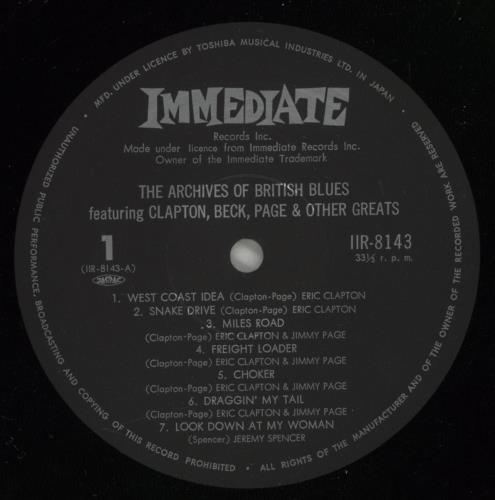 • MFD. UNDER LICENCE BY TOSHIBA MUSICAL INDUSTRIES LTD. IN JAPAN •
IMMEDIATE
Records Inc.
Made under licence from Immediate Records Inc.
Owner of the Immediate Trademark
THE ARCHIVES OF BRITISH BLUES
featuring CLAPTON, BECK, PAGE & OTHER GREATS
1
(IIR-8143-A)
IIR-8143
33⅓ r. p. m.
1. WEST COAST IDEA (Clapton-Page) ERIC CLAPTON
2. SNAKE DRIVE (Clapton-Page) ERIC CLAPTON
3. MILES ROAD
(Clapton-Page) ERIC CLAPTON & JIMMY PAGE
4. FREIGHT LOADER
(Clapton-Page) ERIC CLAPTON & JIMMY PAGE
5. CHOKER
(Clapton-Page) ERIC CLAPTON & JIMMY PAGE
6. DRAGGIN' MY TAIL
(Clapton-Page) ERIC CLAPTON & JIMMY PAGE
7. LOOK DOWN AT MY WOMAN
(Spencer) JEREMY SPENCER
UNAUTHORIZED PUBLIC PERFORMANCE, BROADCASTING AND COPYING OF THIS RECORD PROHIBITED • ALL RIGHTS OF THE MANUFACTURER AND OF THE OWNER OF THE RECORDED WORK ARE RESERVED